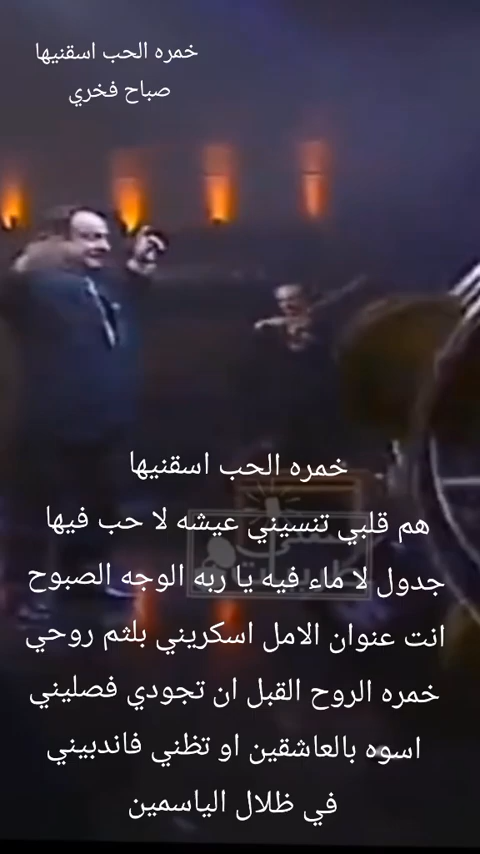 خمره الحب اسقنيها
صباح فخري
خمره الحب اسقنيها
هم قلبي تنسيني عيشه لا حب فيها
جدول لا ماء فيه يا ربه الوجه الصبوح
انت عنوان الامل اسكريني بلثم روحي
خمره الروح القبل ان تجودي فصليني
اسوه بالعاشقين او تظني فاندبيني
في ظلال الياسمين